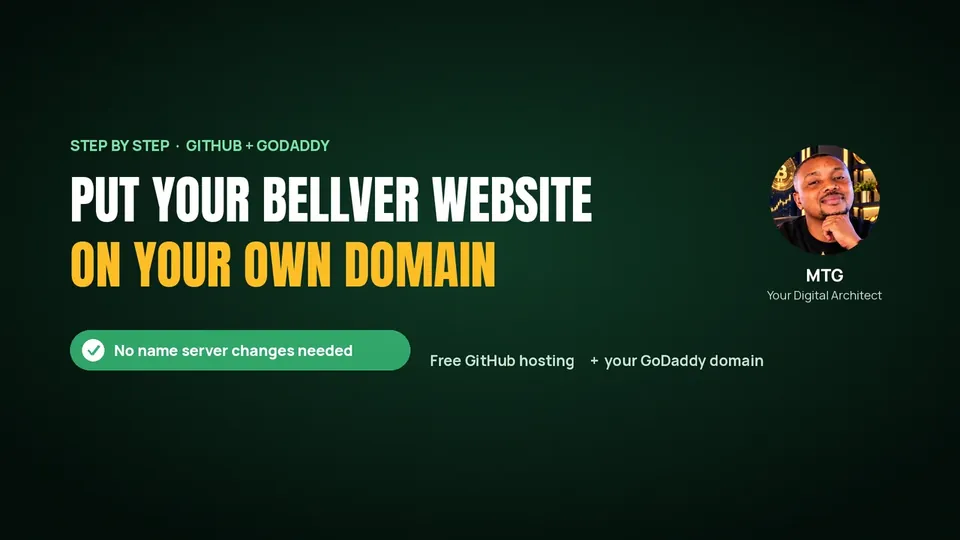 STEP BY STEP · GITHUB + GODADDY
PUT YOUR BELLVER WEBSITE
ON YOUR OWN DOMAIN
No name server changes needed
Free GitHub hosting + your GoDaddy domain
MTG
Your Digital Architect